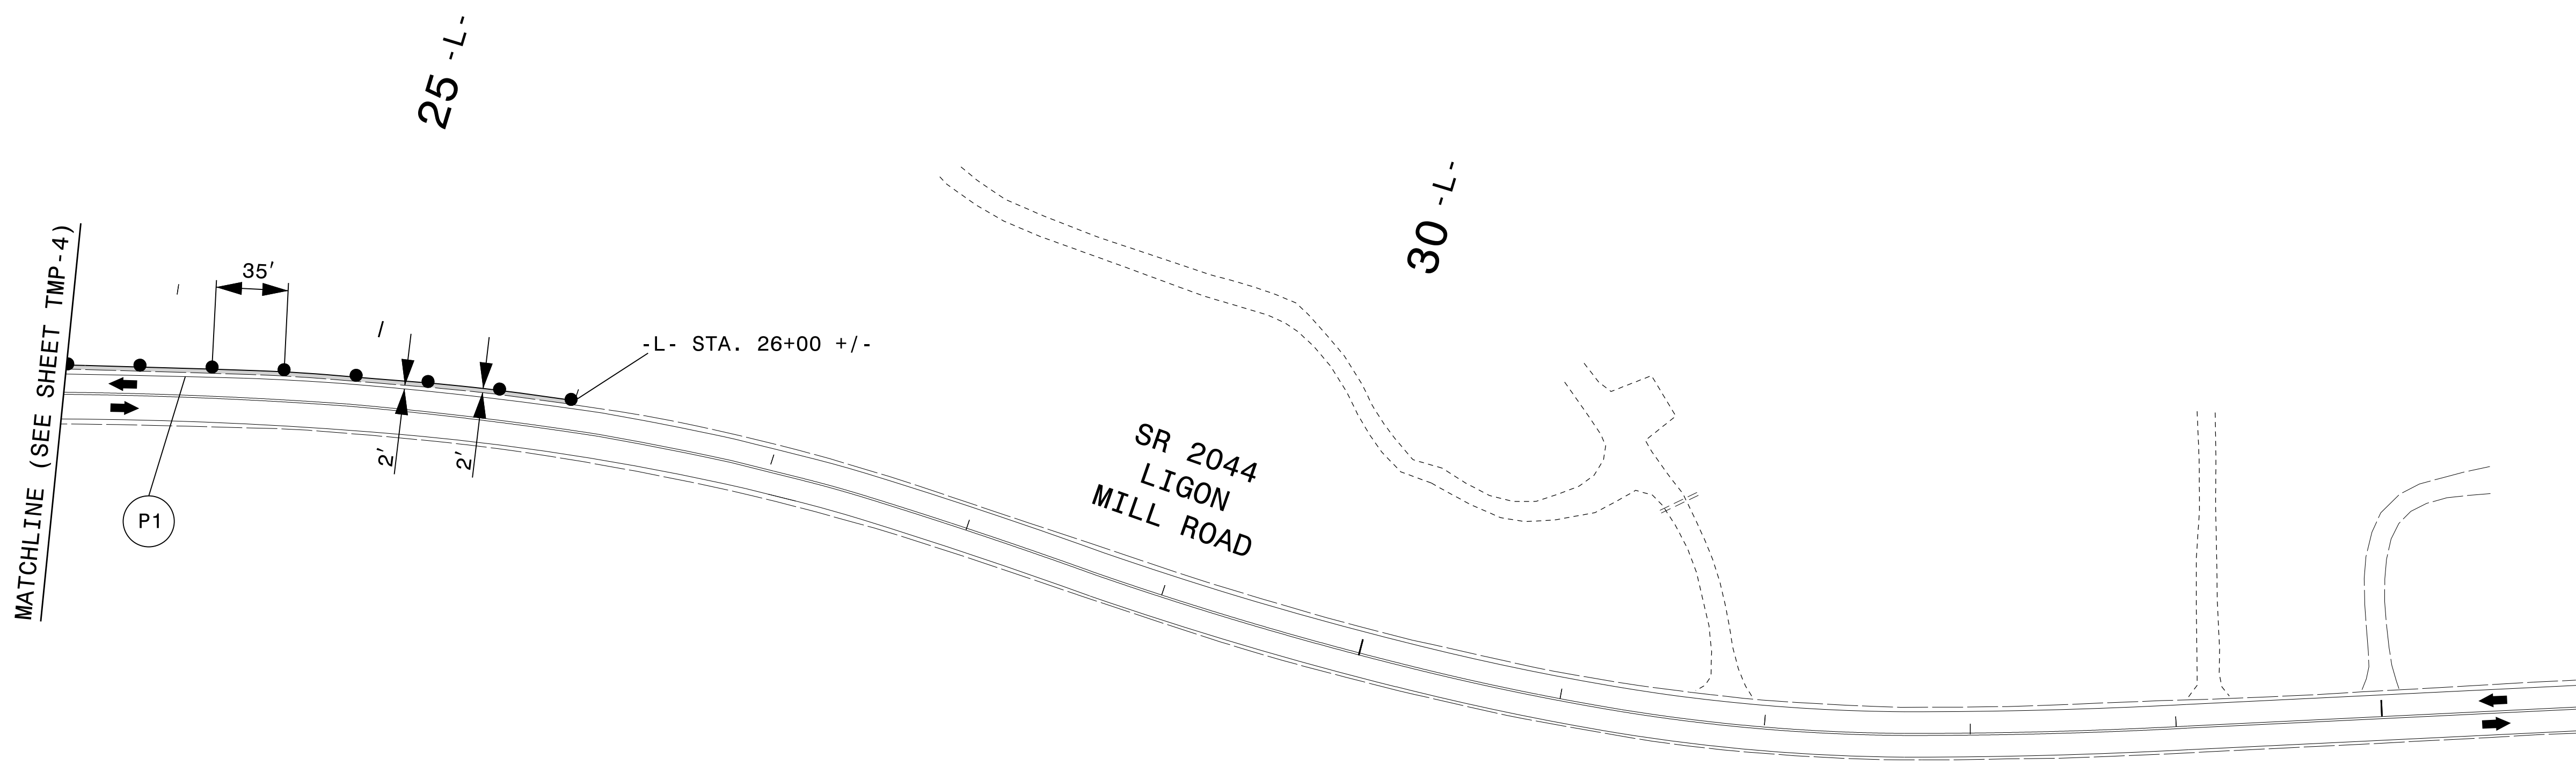 25 -L-
30 -L-
MATCHLINE (SEE SHEET TMP-4)
35'
-L- STA. 26+00 +/-
2'
2'
P1
SR 2044
LIGON
MILL ROAD